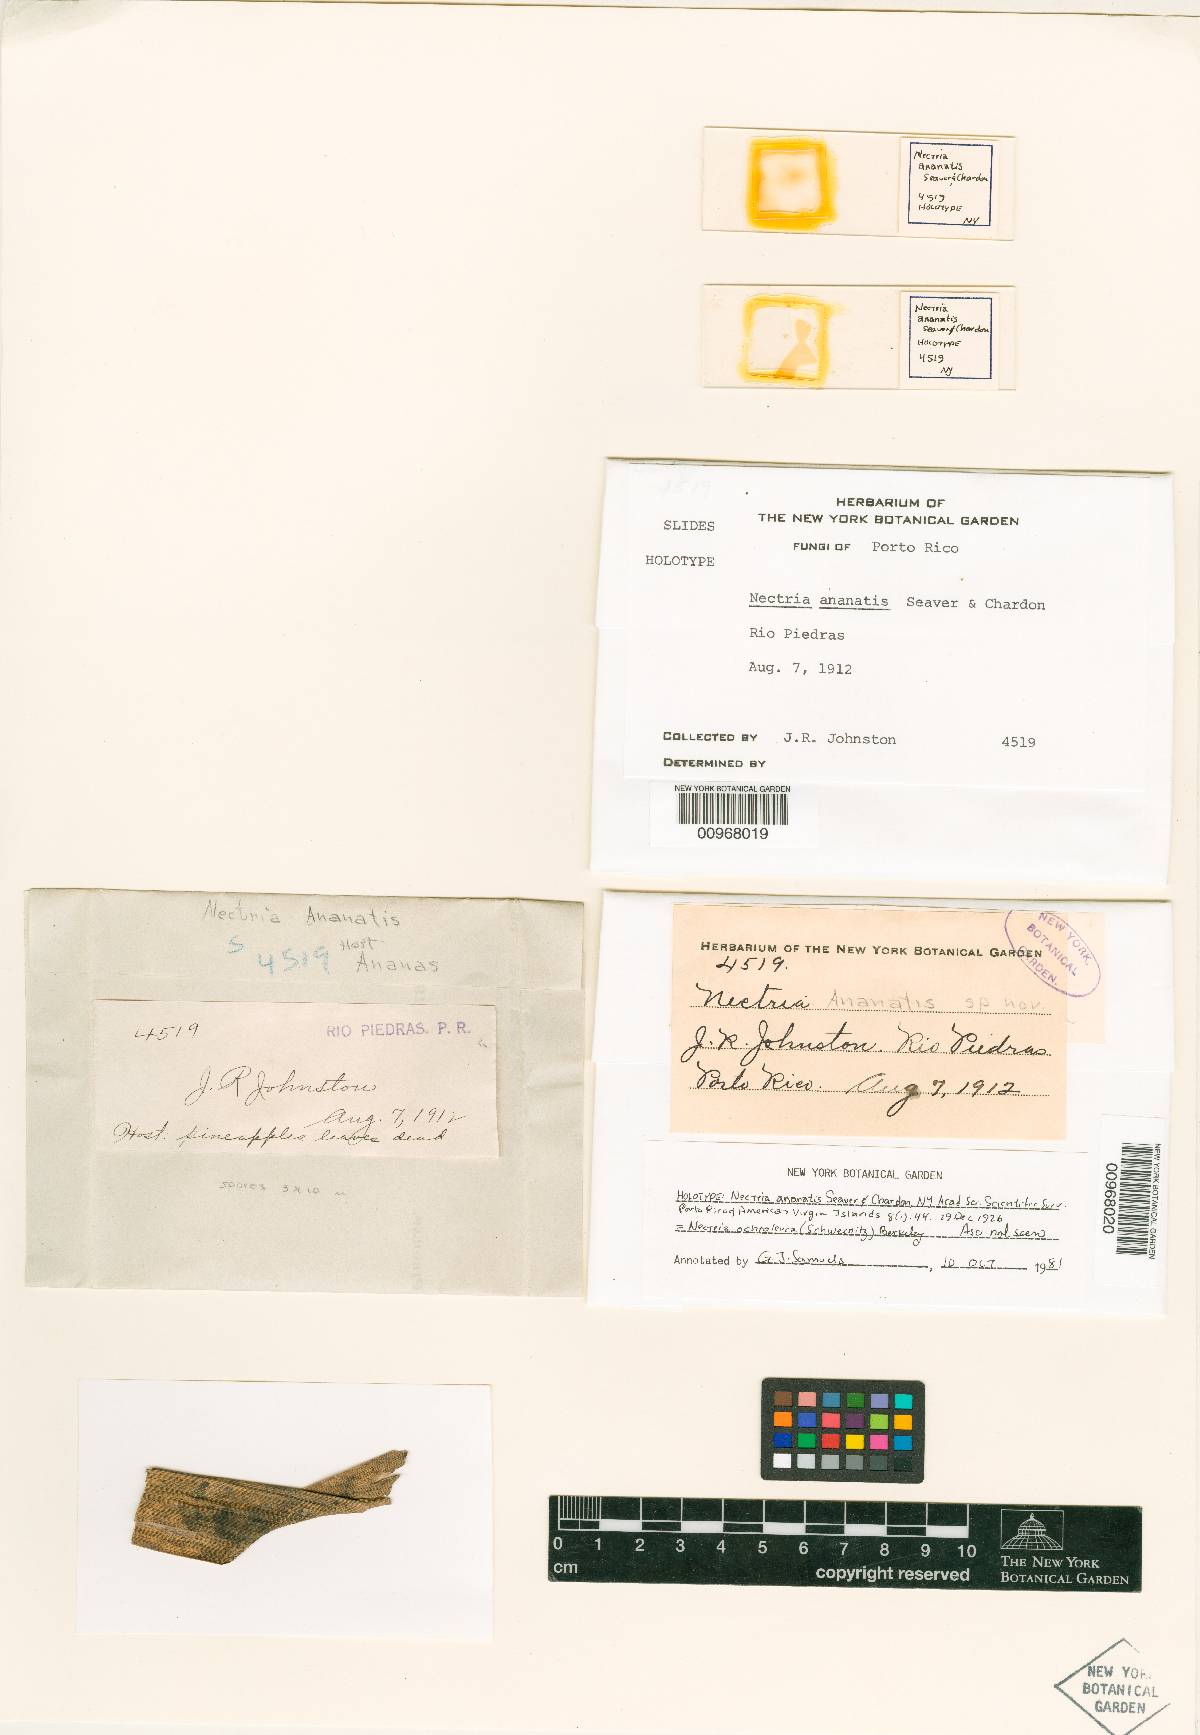 Nectria
ananatis
Seaver & Chardon
4519
HOLOTYPE
NY
Nectria
ananatis
Seaver & Chardon
HOLOTYPE
4519
NY
HERBARIUM OF
THE NEW YORK BOTANICAL GARDEN
SLIDES
FUNGI OF Porto Rico
HOLOTYPE
Nectria ananatis Seaver & Chardon
Rio Piedras
Aug. 7, 1912
COLLECTED BY J.R. Johnston 4519
DETERMINED BY
NEW YORK BOTANICAL GARDEN
00968019
Nectria Ananatis
S 4519 Host
Ananas
4519 RIO PIEDRAS. P. R.
J. R. Johnston
Aug. 7, 1912
Host. pineapple leaves dead
spores 3 x 10 µ
NEW YORK
BOTANICAL
GARDEN.
HERBARIUM OF THE NEW YORK BOTANICAL GARDEN
4519.
Nectria Ananatis sp nov.
J. R. Johnston. Rio Piedras
Porto Rico. Aug 7, 1912
NEW YORK BOTANICAL GARDEN
HOLOTYPE: Nectria ananatis Seaver & Chardon, NY Acad Sci. Scientific Surv.
Porto Rico & American Virgin Islands 8(1): 44. 29 Dec 1926
= Nectria ochroleuca (Schweinitz) Berkeley Asci not seen
Annotated by G. J. Samuels, 10 OCT 1981
NEW YORK BOTANICAL GARDEN
00968020
0 1 2 3 4 5 6 7 8 9 10
cm
copyright reserved
THE NEW YORK
BOTANICAL GARDEN
NEW YORK
BOTANICAL
GARDEN